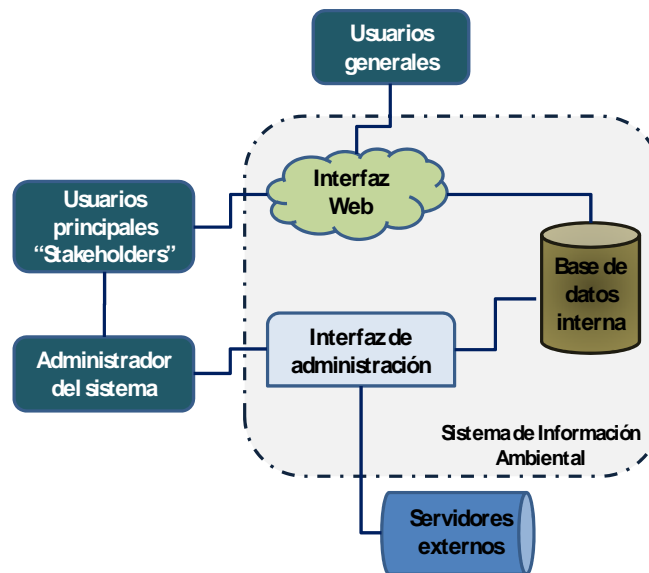 Usuarios
generales
Interfaz
Web
Usuarios
principales
“Stakeholders”
Base de
datos
interna
Interfaz de
administración
Administrador
del sistema
Sistema de Información
Ambiental
Servidores
externos